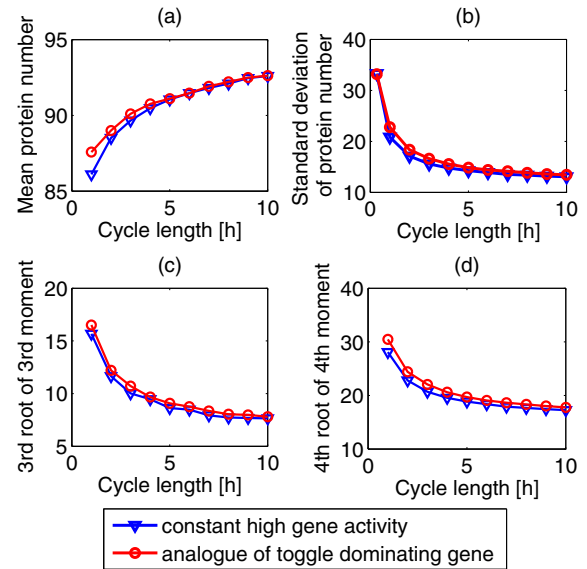 (a)
Mean protein number
95
90
85
0
5
10
Cycle length [h]
(b)
Standard deviation
of protein number
40
30
20
10
0
5
10
Cycle length [h]
(c)
3rd root of 3rd moment
20
15
10
5
0
5
10
Cycle length [h]
(d)
4th root of 4th moment
40
30
20
10
0
5
10
Cycle length [h]
constant high gene activity
analogue of toggle dominating gene